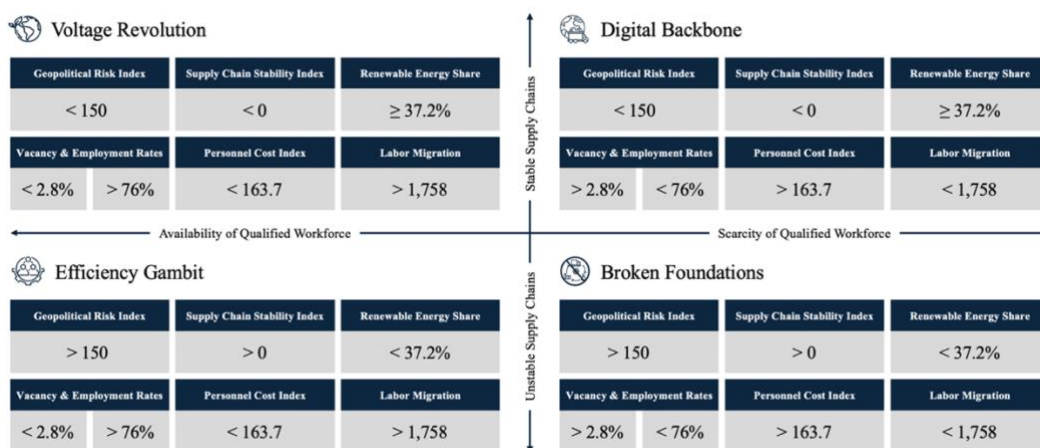 Voltage Revolution
Geopolitical Risk Index Supply Chain Stability Index Renewable Energy Share
< 150 < 0 ≥ 37.2%
Vacancy & Employment Rates Personnel Cost Index Labor Migration
< 2.8% > 76% < 163.7 > 1,758
Digital Backbone
Geopolitical Risk Index Supply Chain Stability Index Renewable Energy Share
< 150 < 0 ≥ 37.2%
Vacancy & Employment Rates Personnel Cost Index Labor Migration
> 2.8% < 76% > 163.7 < 1,758
Stable Supply Chains
Availability of Qualified Workforce
Scarcity of Qualified Workforce
Unstable Supply Chains
Efficiency Gambit
Geopolitical Risk Index Supply Chain Stability Index Renewable Energy Share
> 150 > 0 < 37.2%
Vacancy & Employment Rates Personnel Cost Index Labor Migration
< 2.8% > 76% < 163.7 > 1,758
Broken Foundations
Geopolitical Risk Index Supply Chain Stability Index Renewable Energy Share
> 150 > 0 < 37.2%
Vacancy & Employment Rates Personnel Cost Index Labor Migration
> 2.8% < 76% > 163.7 < 1,758